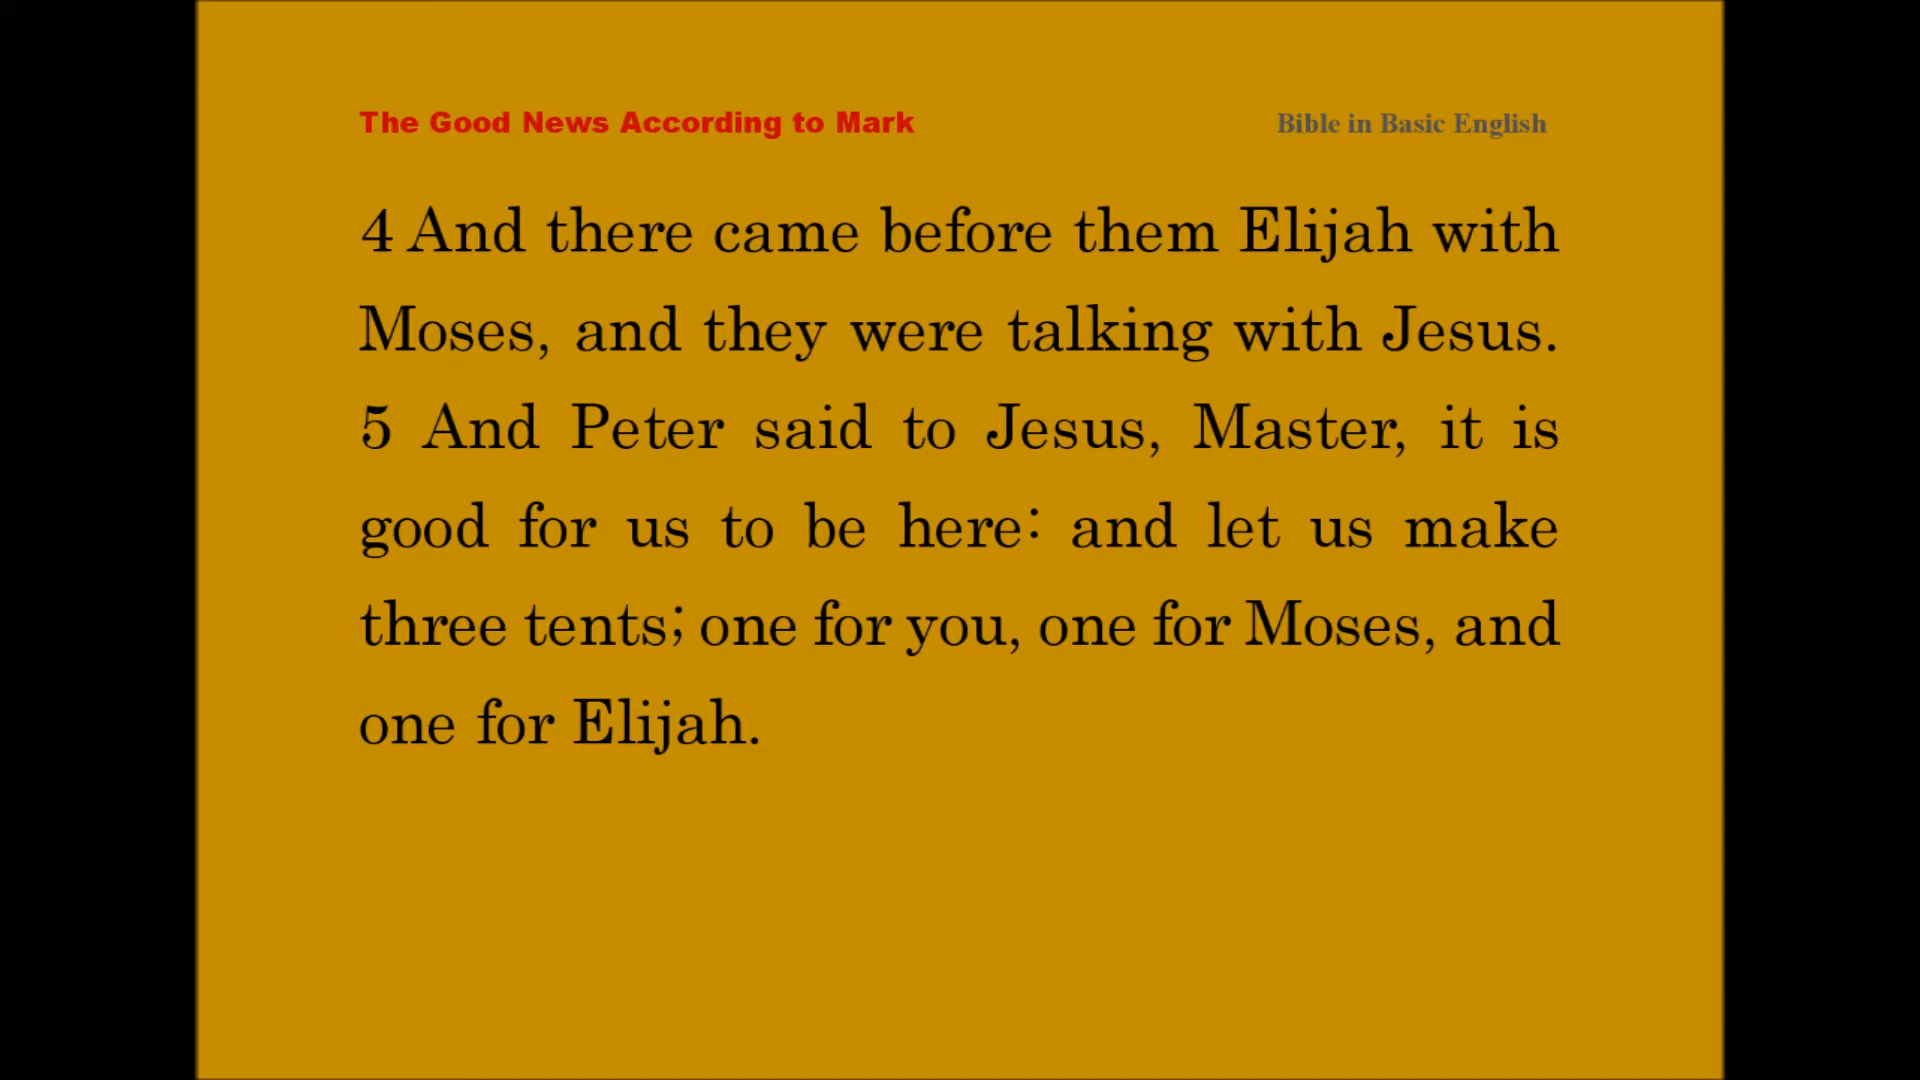 The Good News According to Mark
Bible in Basic English
4 And there came before them Elijah with
Moses, and they were talking with Jesus.
5 And Peter said to Jesus, Master, it is
good for us to be here: and let us make
three tents; one for you, one for Moses, and
one for Elijah.